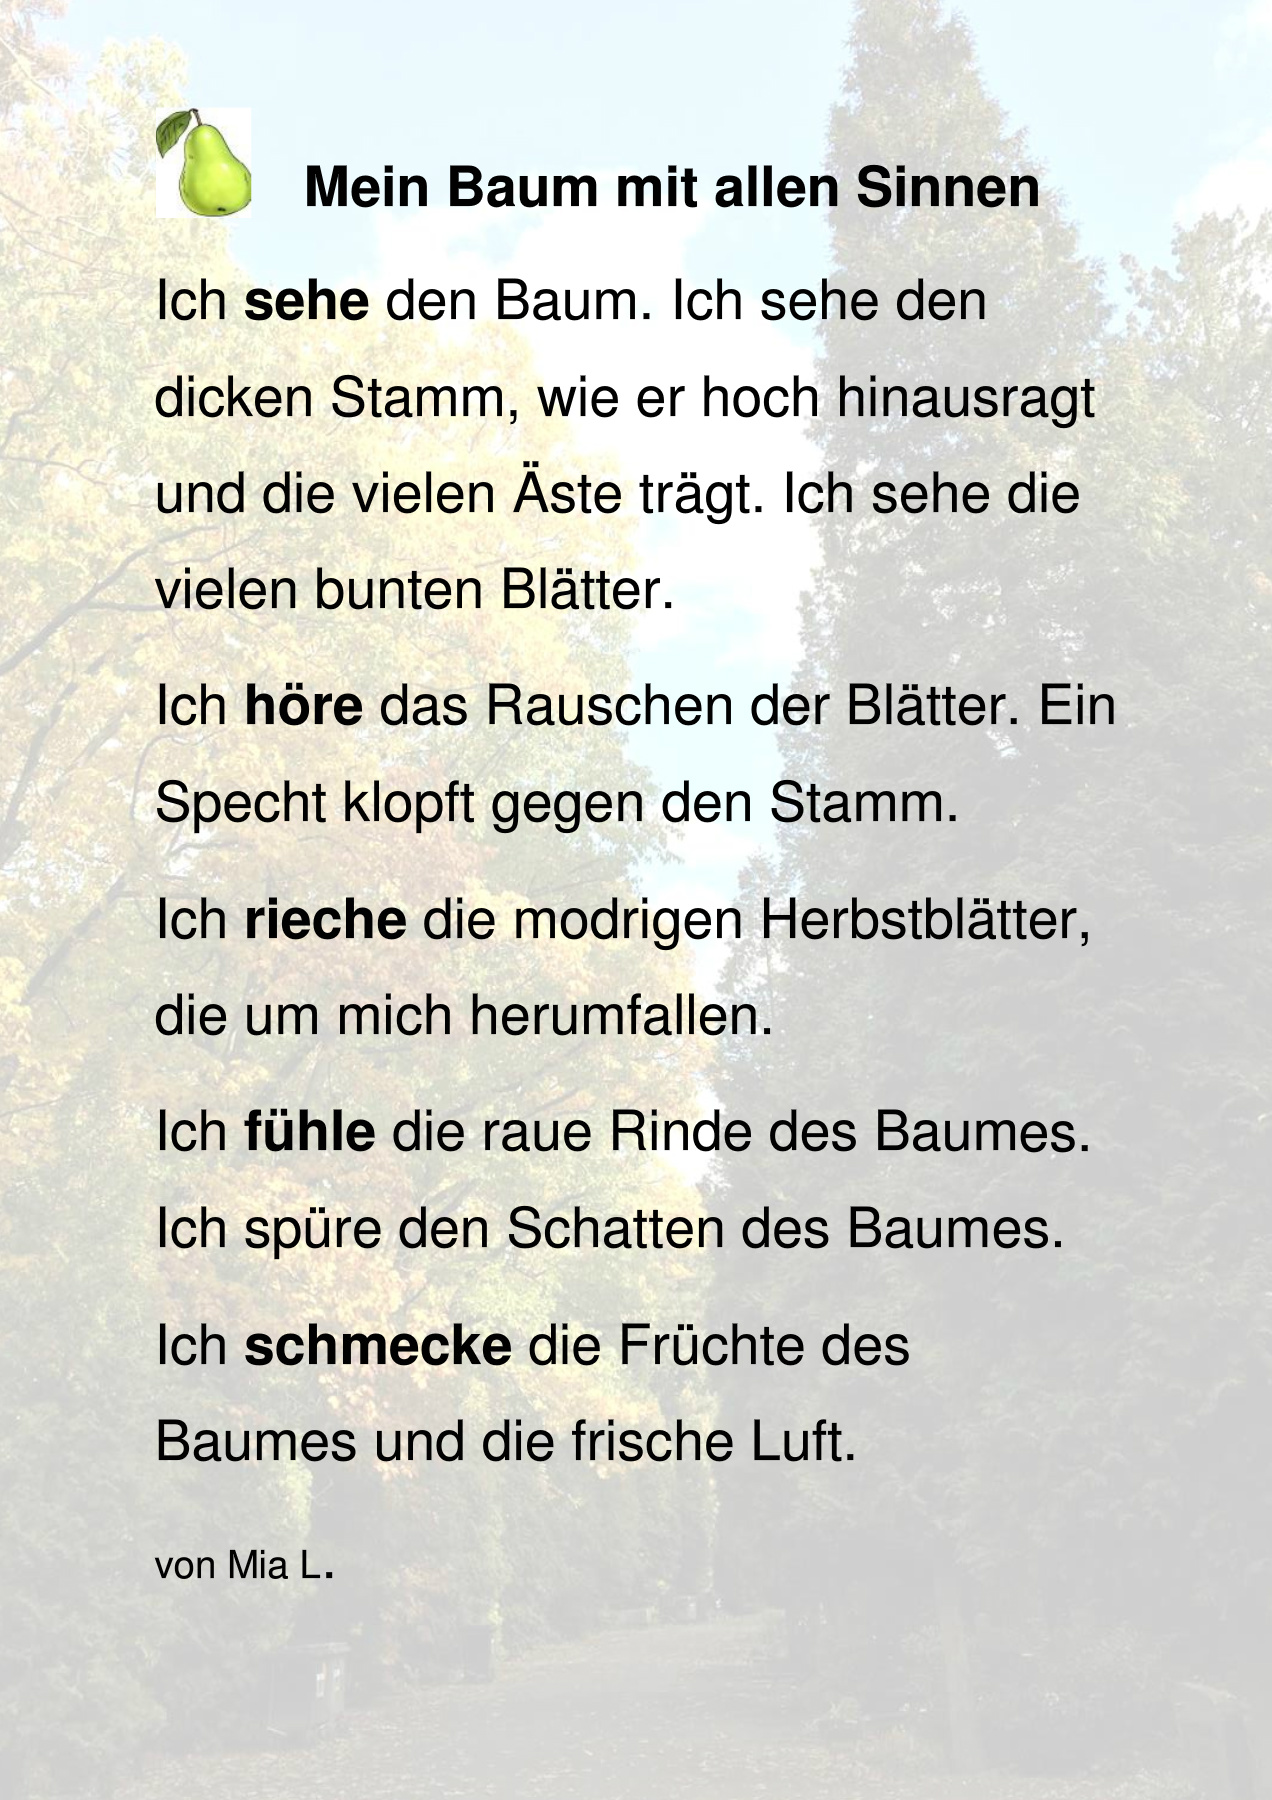 Mein Baum mit allen Sinnen
Ich sehe den Baum. Ich sehe den
dicken Stamm, wie er hoch hinausragt
und die vielen Äste trägt. Ich sehe die
vielen bunten Blätter.
Ich höre das Rauschen der Blätter. Ein
Specht klopft gegen den Stamm.
Ich rieche die modrigen Herbstblätter,
die um mich herumfallen.
Ich fühle die raue Rinde des Baumes.
Ich spüre den Schatten des Baumes.
Ich schmecke die Früchte des
Baumes und die frische Luft.
von Mia L.